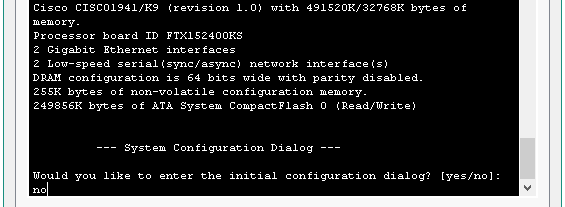 Cisco CISCO1941/K9 (revision 1.0) with 491520K/32768K bytes of
memory.
Processor board ID FTX152400KS
2 Gigabit Ethernet interfaces
2 Low-speed serial(sync/async) network interface(s)
DRAM configuration is 64 bits wide with parity disabled.
255K bytes of non-volatile configuration memory.
249856K bytes of ATA System CompactFlash 0 (Read/Write)
--- System Configuration Dialog ---
Would you like to enter the initial configuration dialog? [yes/no]:
no